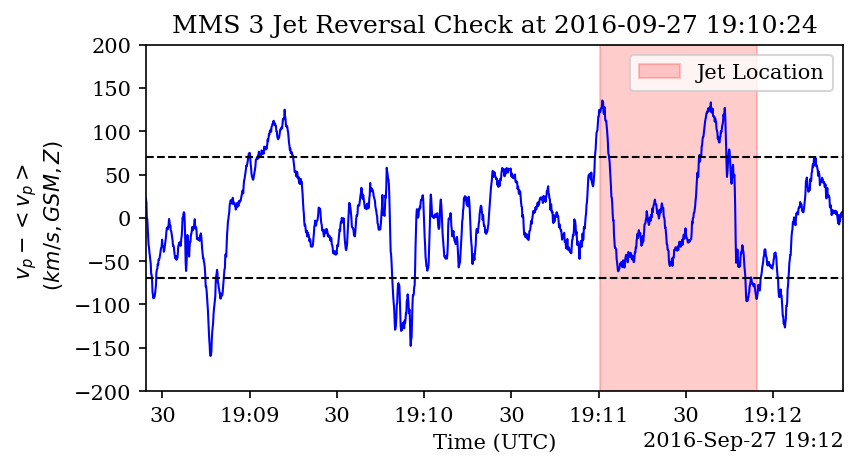 MMS 3 Jet Reversal Check at 2016-09-27 19:10:24
Jet Location
200
150
100
50
0
−50
−100
−150
−200
v_p − < v_p >
(km/s, GSM, Z)
30 19:09 30 19:10 30 19:11 30 19:12
Time (UTC)
2016-Sep-27 19:12